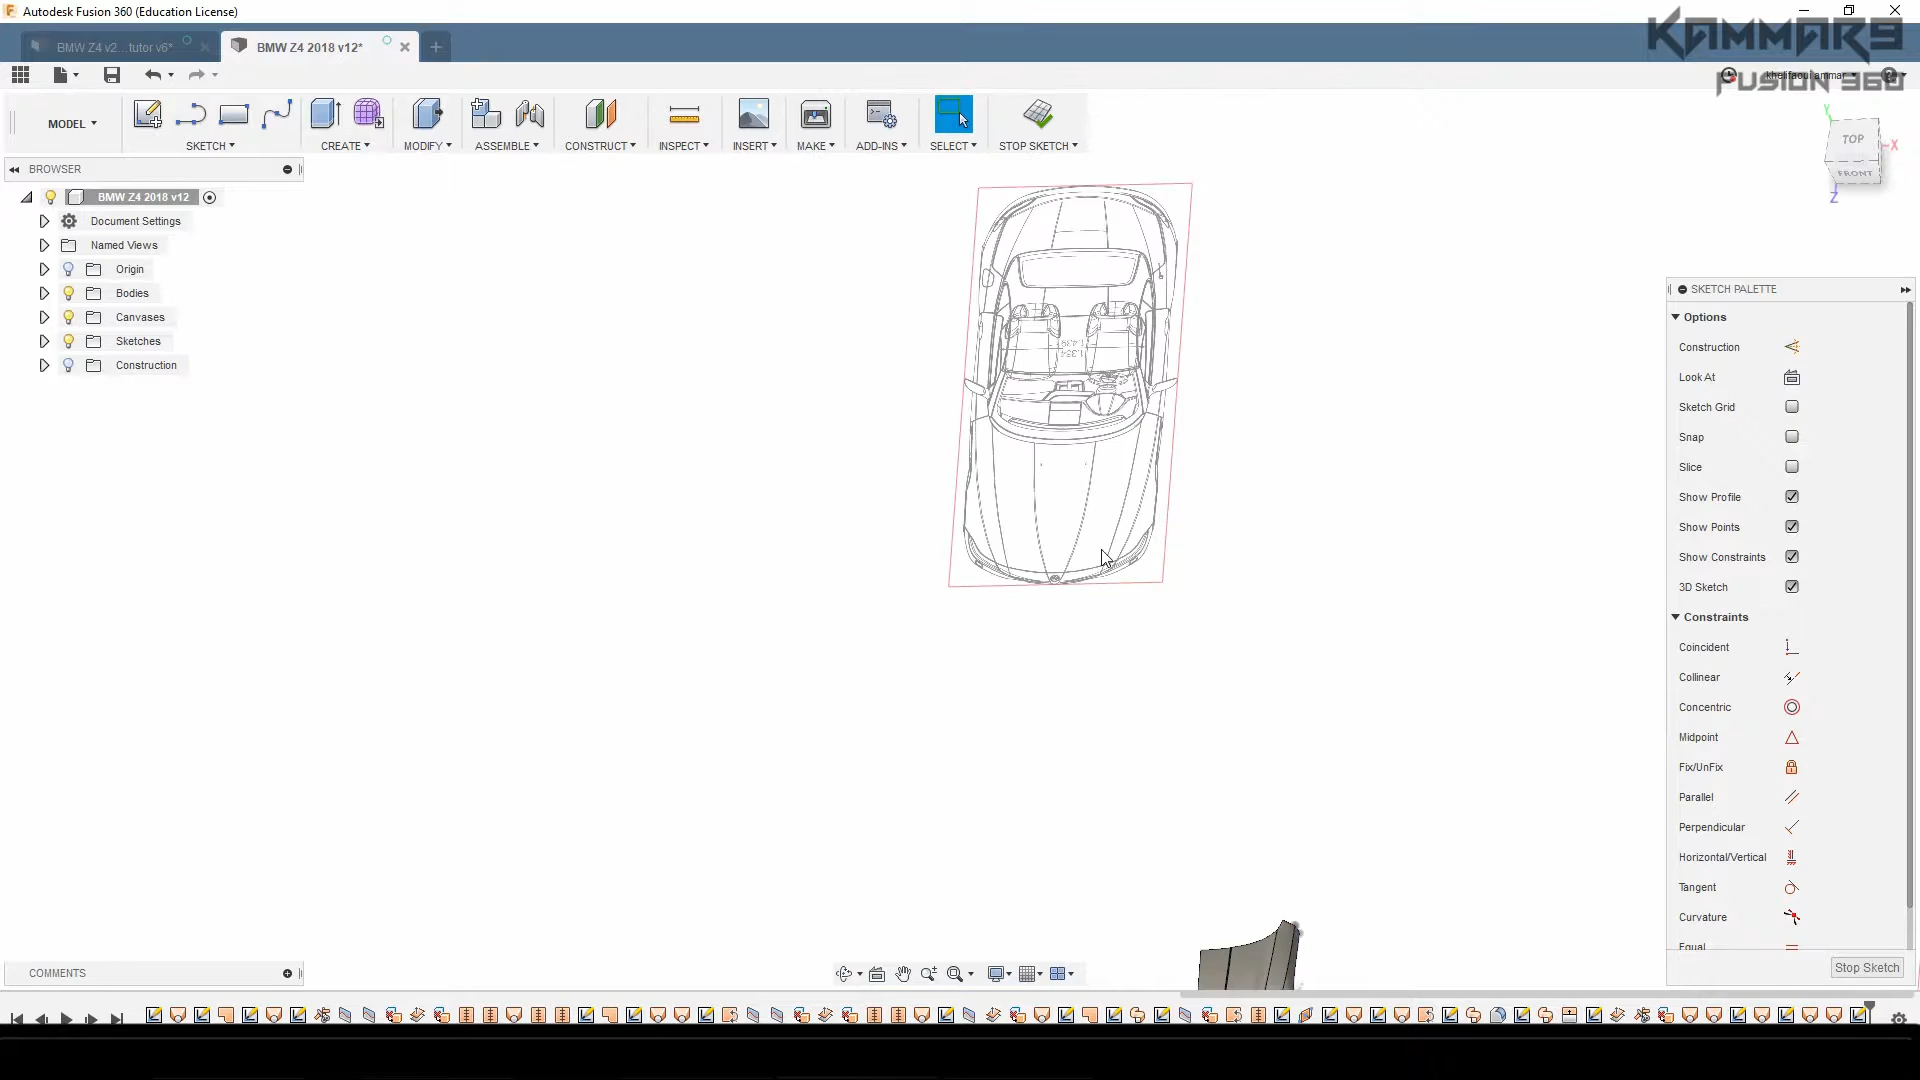 Autodesk Fusion 360 (Education License)
KAMMAR9
FUSION 360
BMW Z4 v2...tutor v6*
BMW Z4 2018 v12*
khelifaoui ammar
MODEL
SKETCH
CREATE
MODIFY
ASSEMBLE
CONSTRUCT
INSPECT
INSERT
MAKE
ADD-INS
SELECT
STOP SKETCH
Y
TOP
X
FRONT
Z
BROWSER
BMW Z4 2018 v12
Document Settings
Named Views
Origin
Bodies
Canvases
Sketches
Construction
SKETCH PALETTE
Options
Construction
Look At
Sketch Grid
Snap
Slice
Show Profile
Show Points
Show Constraints
3D Sketch
Constraints
Coincident
Collinear
Concentric
Midpoint
Fix/UnFix
Parallel
Perpendicular
Horizontal/Vertical
Tangent
Curvature
Equal
Stop Sketch
COMMENTS